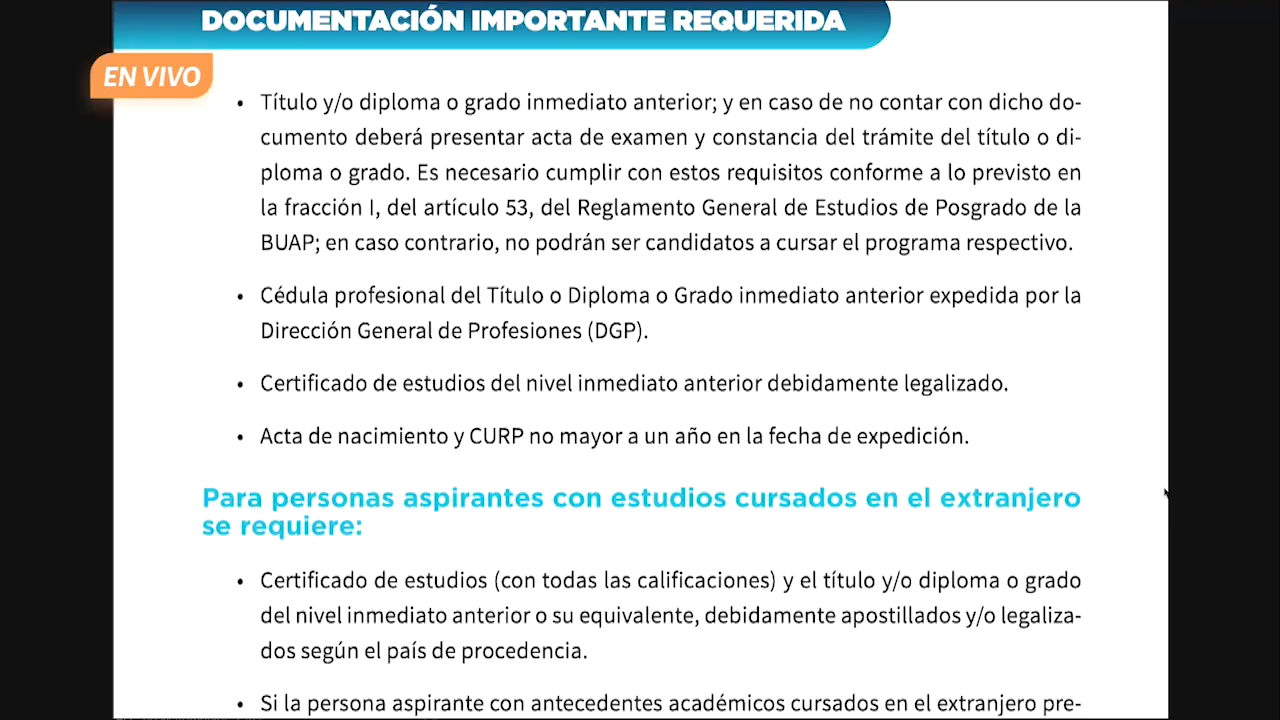 DOCUMENTACIÓN IMPORTANTE REQUERIDA
EN VIVO
• Título y/o diploma o grado inmediato anterior; y en caso de no contar con dicho do-
cumento deberá presentar acta de examen y constancia del trámite del título o di-
ploma o grado. Es necesario cumplir con estos requisitos conforme a lo previsto en
la fracción I, del artículo 53, del Reglamento General de Estudios de Posgrado de la
BUAP; en caso contrario, no podrán ser candidatos a cursar el programa respectivo.
• Cédula profesional del Título o Diploma o Grado inmediato anterior expedida por la
Dirección General de Profesiones (DGP).
• Certificado de estudios del nivel inmediato anterior debidamente legalizado.
• Acta de nacimiento y CURP no mayor a un año en la fecha de expedición.
Para personas aspirantes con estudios cursados en el extranjero
se requiere:
• Certificado de estudios (con todas las calificaciones) y el título y/o diploma o grado
del nivel inmediato anterior o su equivalente, debidamente apostillados y/o legaliza-
dos según el país de procedencia.
• Si la persona aspirante con antecedentes académicos cursados en el extranjero pre-